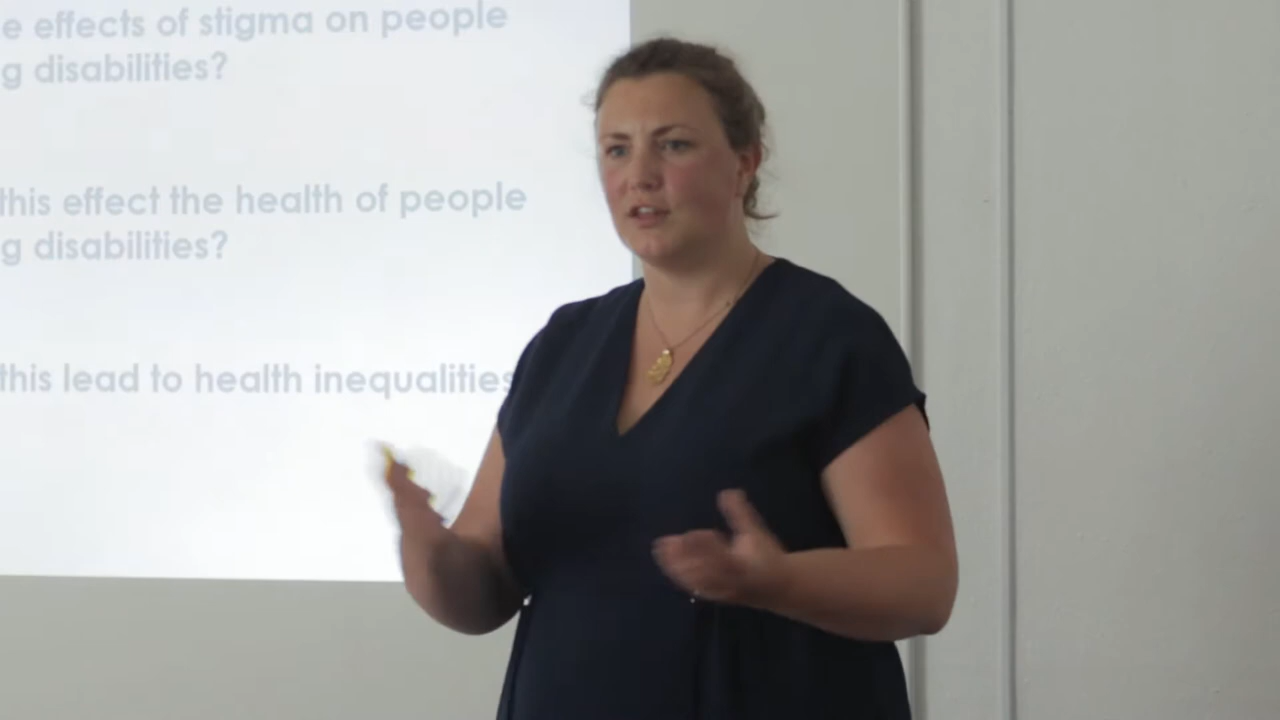 e effects of stigma on people
g disabilities?
this effect the health of people
g disabilities?
this lead to health inequalities